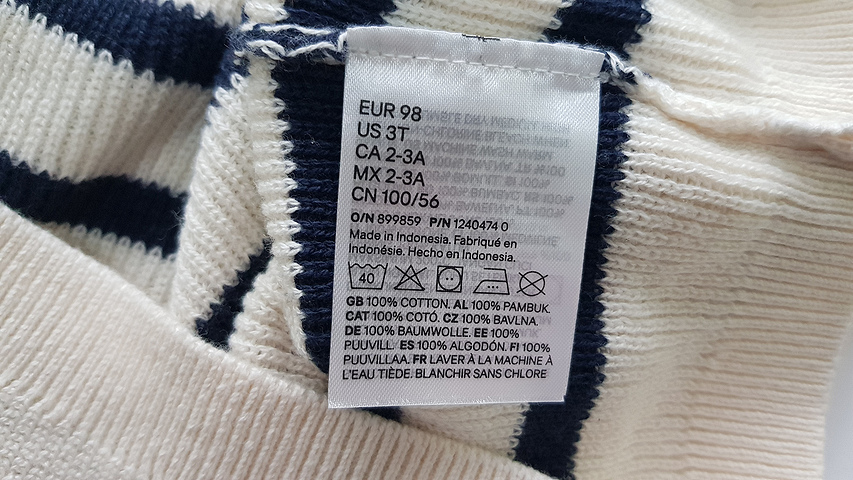 EUR 98
US 3T
CA 2-3A
MX 2-3A
CN 100/56
O/N 899859 P/N 1240474 0
Made in Indonesia. Fabriqué en
Indonésie. Hecho en Indonesia.
40
GB 100% COTTON. AL 100% PAMBUK.
CAT 100% COTÓ. CZ 100% BAVLNA.
DE 100% BAUMWOLLE. EE 100%
PUUVILL. ES 100% ALGODÓN. FI 100%
PUUVILLAA. FR LAVER À LA MACHINE À
L'EAU TIÈDE. BLANCHIR SANS CHLORE